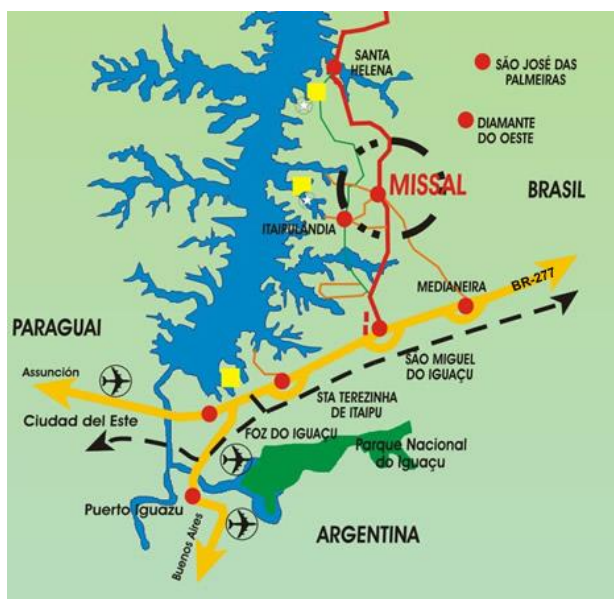 SANTA
HELENA
SÃO JOSÉ DAS
PALMEIRAS
DIAMANTE
DO OESTE
MISSAL
BRASIL
ITAIPULÂNDIA
MEDIANEIRA
BR-277
PARAGUAI
SÃO MIGUEL
DO IGUAÇU
Assunción
STA TEREZINHA
DE ITAIPU
Ciudad del Este
FOZ DO IGUAÇU
Parque Nacional
do Iguaçu
Puerto Iguazu
Buenos Aires
ARGENTINA